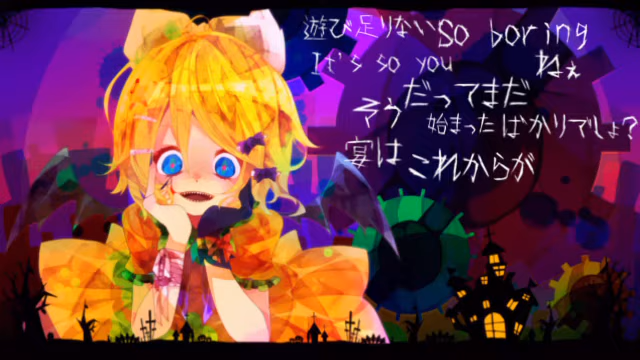 遊び足りない So boring
It's so you ねぇ
そうだってまだ
始まったばかりでしょ?
宴はこれからが